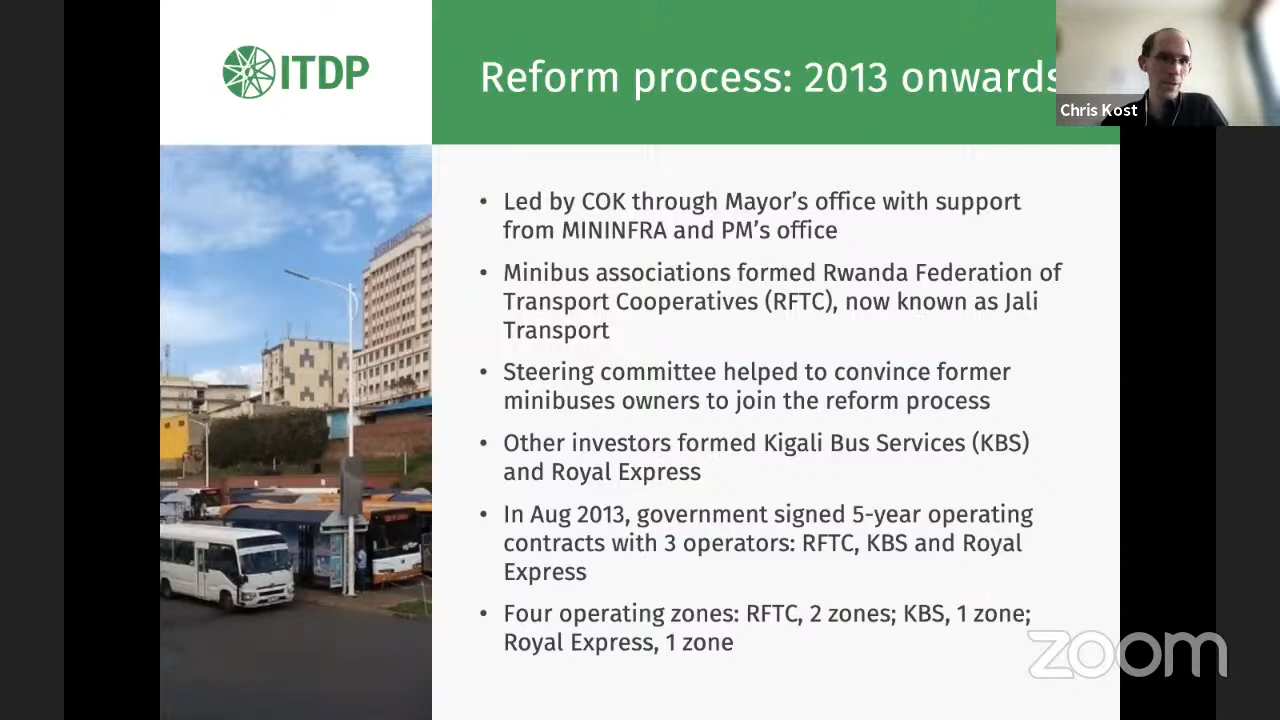 ITDP
Reform process: 2013 onwards
Chris Kost
• Led by COK through Mayor's office with support
from MININFRA and PM's office
• Minibus associations formed Rwanda Federation of
Transport Cooperatives (RFTC), now known as Jali
Transport
• Steering committee helped to convince former
minibuses owners to join the reform process
• Other investors formed Kigali Bus Services (KBS)
and Royal Express
• In Aug 2013, government signed 5-year operating
contracts with 3 operators: RFTC, KBS and Royal
Express
• Four operating zones: RFTC, 2 zones; KBS, 1 zone;
Royal Express, 1 zone
zoom